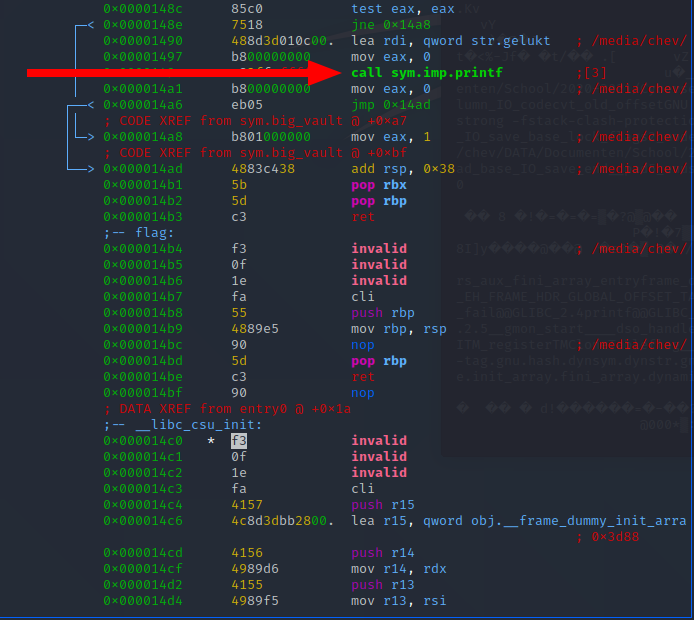 0×0000148c 85c0 test eax, eax
0×0000148e 7518 jne 0×14a8
0×00001490 488d3d010c00. lea rdi, qword str.gelukt ; /media/chev/
0×00001497 b800000000 mov eax, 0 ; /media/chev/
call sym.imp.printf ;[3]
0×000014a1 b800000000 mov eax, 0 ; /media/chev/
0×000014a6 eb05 jmp 0×14ad
; CODE XREF from sym.big_vault @ +0×a7
0×000014a8 b801000000 mov eax, 1 ; /media/chev/
; CODE XREF from sym.big_vault @ +0×bf
0×000014ad 4883c438 add rsp, 0×38 ; /media/chev/
0×000014b1 5b pop rbx
0×000014b2 5d pop rbp
0×000014b3 c3 ret
;-- flag:
0×000014b4 f3 invalid ; /media/chev/
0×000014b5 0f invalid
0×000014b6 1e invalid
0×000014b7 fa cli
0×000014b8 55 push rbp
0×000014b9 4889e5 mov rbp, rsp
0×000014bc 90 nop ; /media/chev/
0×000014bd 5d pop rbp
0×000014be c3 ret
0×000014bf 90 nop
; DATA XREF from entry0 @ +0×1a
;-- __libc_csu_init:
0×000014c0 * f3 invalid
0×000014c1 0f invalid
0×000014c2 1e invalid
0×000014c3 fa cli
0×000014c4 4157 push r15
0×000014c6 4c8d3dbb2800. lea r15, qword obj.__frame_dummy_init_arra
; 0×3d88
0×000014cd 4156 push r14
0×000014cf 4989d6 mov r14, rdx
0×000014d2 4155 push r13
0×000014d4 4989f5 mov r13, rsi